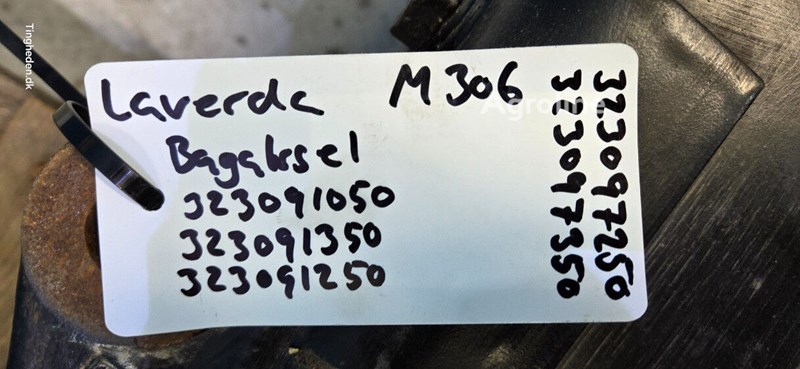 Laverda M306
Bagaksel
323091050
323091350
323091250
323097250
323097350
Tingheden.dk
Agroline